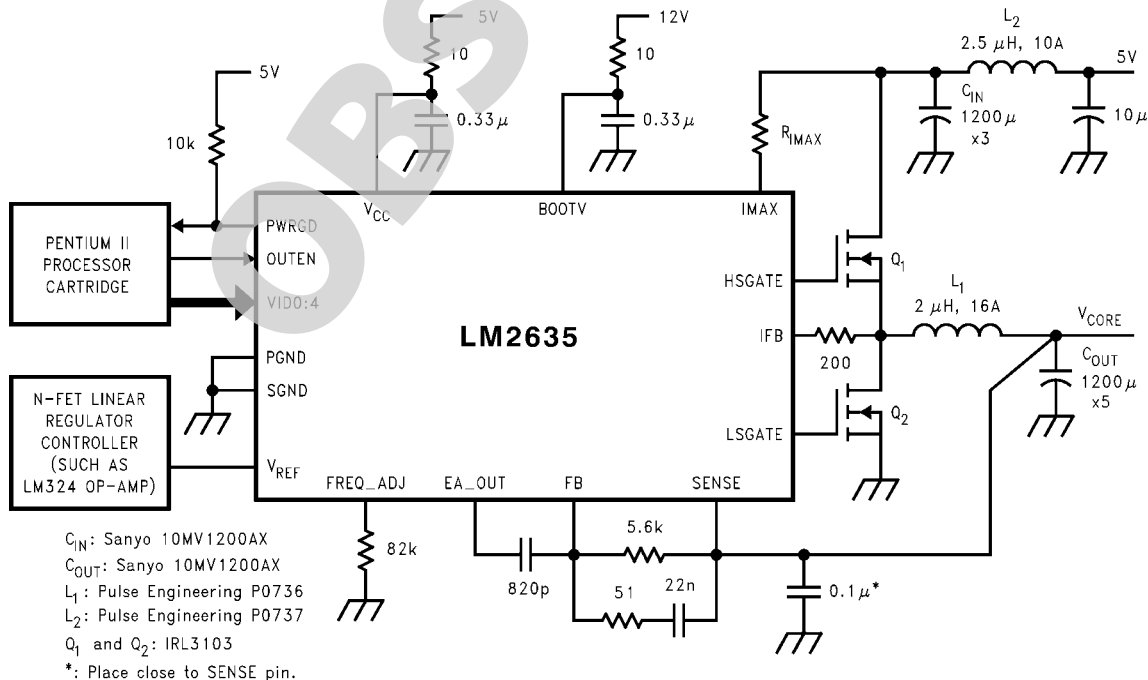 L2
2.5 μH, 10A
5V
12V
10
10
5V
5V
CIN
1200μ
x3
10μ
0.33μ
0.33μ
RIMAX
10k
VCC
BOOTV
IMAX
PWRGD
OUTEN
VID0:4
PENTIUM II
PROCESSOR
CARTRIDGE
HSGATE
Q1
L1
2 μH, 16A
VCORE
LM2635
IFB
200
COUT
1200μ
x5
PGND
SGND
N-FET LINEAR
REGULATOR
CONTROLLER
(SUCH AS
LM324 OP-AMP)
LSGATE
Q2
VREF
FREQ_ADJ
EA_OUT
FB
SENSE
82k
820p
5.6k
51
22n
0.1μ*
CIN: Sanyo 10MV1200AX
COUT: Sanyo 10MV1200AX
L1: Pulse Engineering P0736
L2: Pulse Engineering P0737
Q1 and Q2: IRL3103
*: Place close to SENSE pin.
OBS